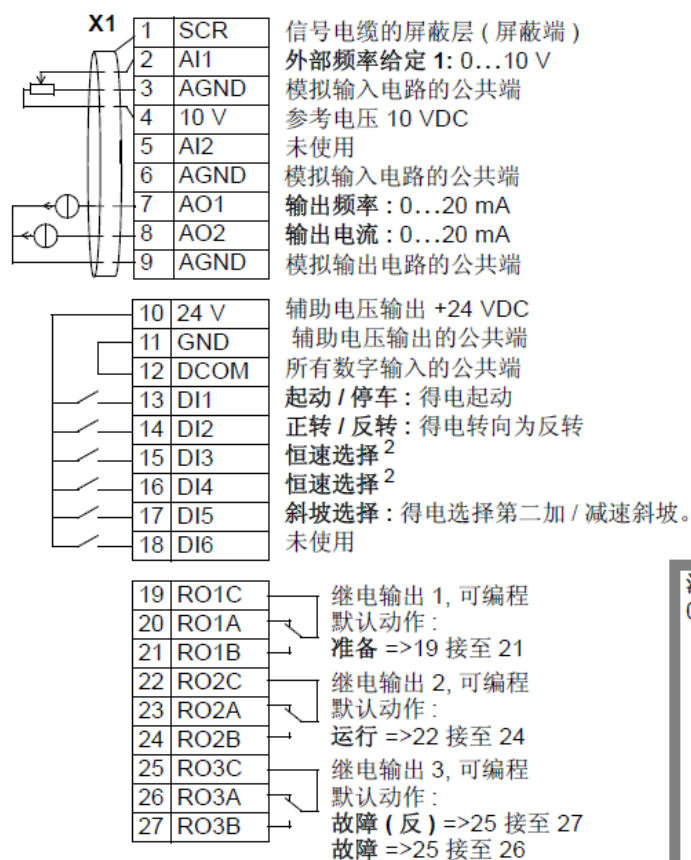 X1
1 SCR 信号电缆的屏蔽层 ( 屏蔽端 )
2 AI1 外部频率给定 1: 0…10 V
3 AGND 模拟输入电路的公共端
4 10 V 参考电压 10 VDC
5 AI2 未使用
6 AGND 模拟输入电路的公共端
7 AO1 输出频率 : 0…20 mA
8 AO2 输出电流 : 0…20 mA
9 AGND 模拟输出电路的公共端
10 24 V 辅助电压输出 +24 VDC
11 GND 辅助电压输出的公共端
12 DCOM 所有数字输入的公共端
13 DI1 起动 / 停车 : 得电起动
14 DI2 正转 / 反转 : 得电转向为反转
15 DI3 恒速选择 2
16 DI4 恒速选择 2
17 DI5 斜坡选择 : 得电选择第二加 / 减速斜坡。
18 DI6 未使用
19 RO1C 继电输出 1, 可编程
20 RO1A 默认动作 :
21 RO1B 准备 =>19 接至 21
22 RO2C 继电输出 2, 可编程
23 RO2A 默认动作 :
24 RO2B 运行 =>22 接至 24
25 RO3C 继电输出 3, 可编程
26 RO3A 默认动作 :
27 RO3B 故障 ( 反 ) =>25 接至 27
故障 =>25 接至 26